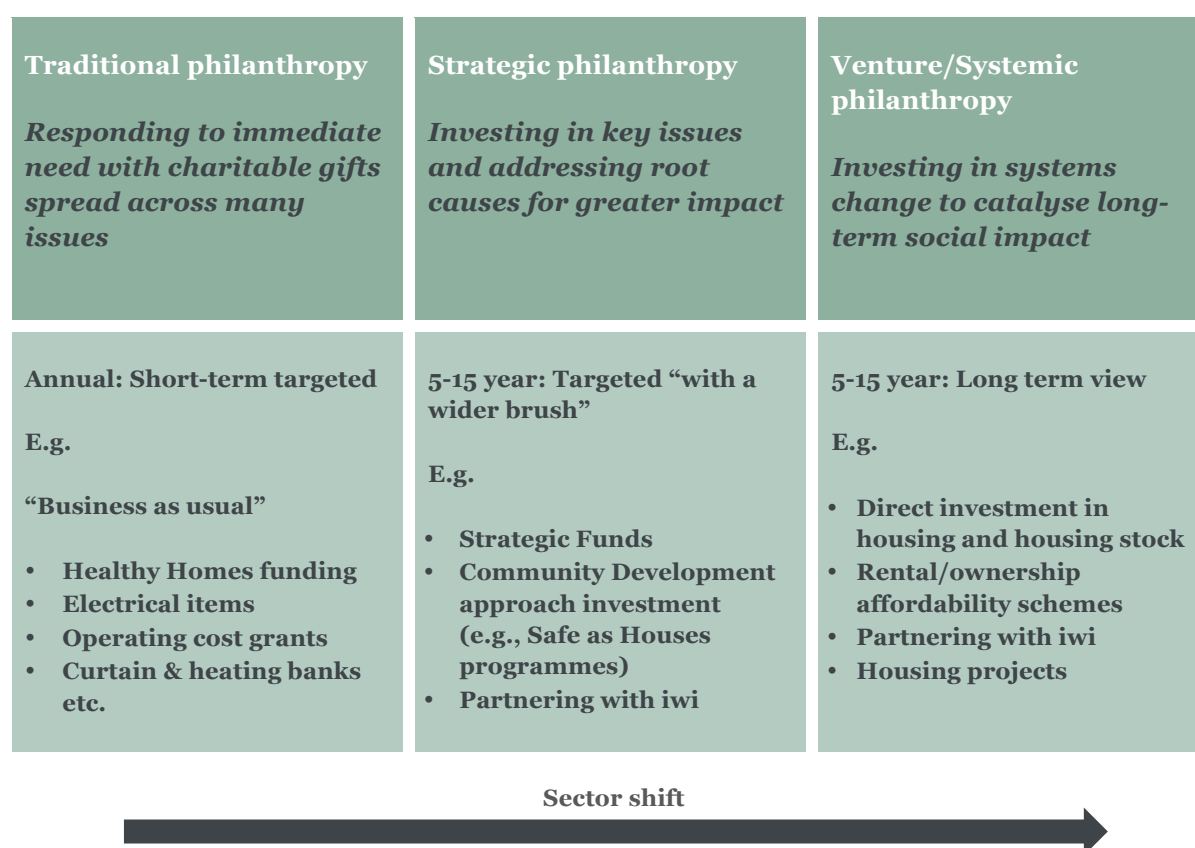 Traditional philanthropy
Responding to immediate
need with charitable gifts
spread across many
issues
Strategic philanthropy
Investing in key issues
and addressing root
causes for greater impact
Venture/Systemic
philanthropy
Investing in systems
change to catalyse long-
term social impact
Annual: Short-term targeted
E.g.
“Business as usual”
• Healthy Homes funding
• Electrical items
• Operating cost grants
• Curtain & heating banks
etc.
5-15 year: Targeted “with a
wider brush”
E.g.
• Strategic Funds
• Community Development
approach investment
(e.g., Safe as Houses
programmes)
• Partnering with iwi
5-15 year: Long term view
E.g.
• Direct investment in
housing and housing stock
• Rental/ownership
affordability schemes
• Partnering with iwi
• Housing projects
Sector shift